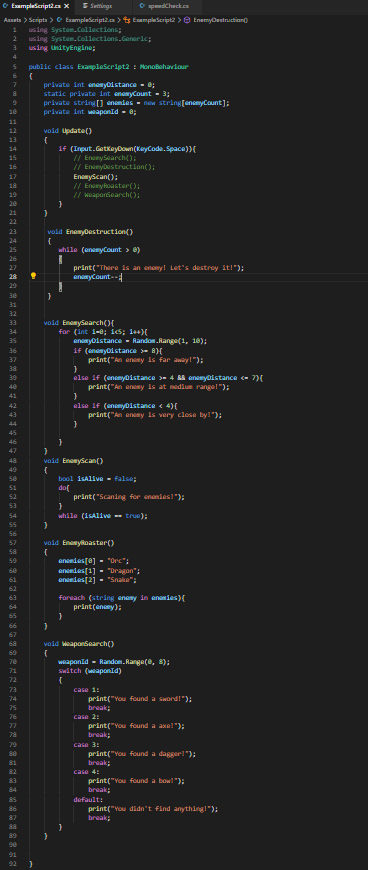 ExampleScript2.cs Settings speedCheck.cs
Assets > Scripts > ExampleScript2.cs > ExampleScript2 > EnemyDestruction()
1 using System.Collections;
2 using System.Collections.Generic;
3 using UnityEngine;
4
5 public class ExampleScript2 : MonoBehaviour
6 {
7 private int enemyDistance = 0;
8 static private int enemyCount = 3;
9 private string[] enemies = new string[enemyCount];
10 private int weaponId = 0;
11
12 void Update()
13 {
14 if (Input.GetKeyDown(KeyCode.Space)){
15 // EnemySearch();
16 // EnemyDestruction();
17 EnemyScan();
18 // EnemyRoaster();
19 // WeaponSearch();
20 }
21 }
22
23 void EnemyDestruction()
24 {
25 while (enemyCount > 0)
26 {
27 print("There is an enemy! Let's destroy it!");
28 enemyCount--;
29 }
30 }
31
32
33 void EnemySearch(){
34 for (int i=0; i<5; i++){
35 enemyDistance = Random.Range(1, 10);
36 if (enemyDistance >= 8){
37 print("An enemy is far away!");
38 }
39 else if (enemyDistance >= 4 && enemyDistance <= 7){
40 print("An enemy is at medium range!");
41 }
42 else if (enemyDistance < 4){
43 print("An enemy is very close by!");
44 }
45
46 }
47 }
48 void EnemyScan()
49 {
50 bool isAlive = false;
51 do{
52 print("Scaning for enemies!");
53 }
54 while (isAlive == true);
55 }
56
57 void EnemyRoaster()
58 {
59 enemies[0] = "Orc";
60 enemies[1] = "Dragon";
61 enemies[2] = "Snake";
62
63 foreach (string enemy in enemies){
64 print(enemy);
65 }
66 }
67
68 void WeaponSearch()
69 {
70 weaponId = Random.Range(0, 8);
71 switch (weaponId)
72 {
73 case 1:
74 print("You found a sword!");
75 break;
76 case 2:
77 print("You found a axe!");
78 break;
79 case 3:
80 print("You found a dagger!");
81 break;
82 case 4:
83 print("You found a bow!");
84 break;
85 default:
86 print("You didn't find anything!");
87 break;
88 }
89 }
90
91
92 }